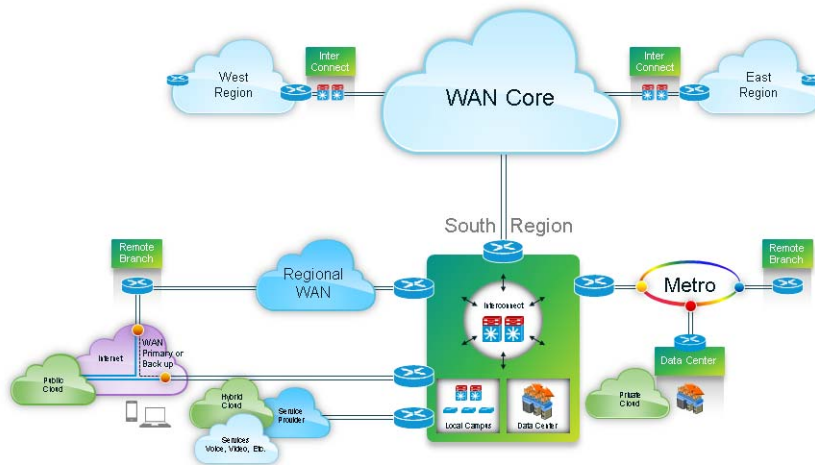 West
Region
Inter
Connect
WAN Core
Inter
Connect
East
Region
South Region
Remote
Branch
Regional
WAN
Interconnect
Metro
Remote
Branch
Internet
WAN
Primary or
Back up
Public
Cloud
Hybrid
Cloud
Service
Provider
Services
Voice, Video, Etc.
Local Campus
Data Center
Data Center
Private
Cloud